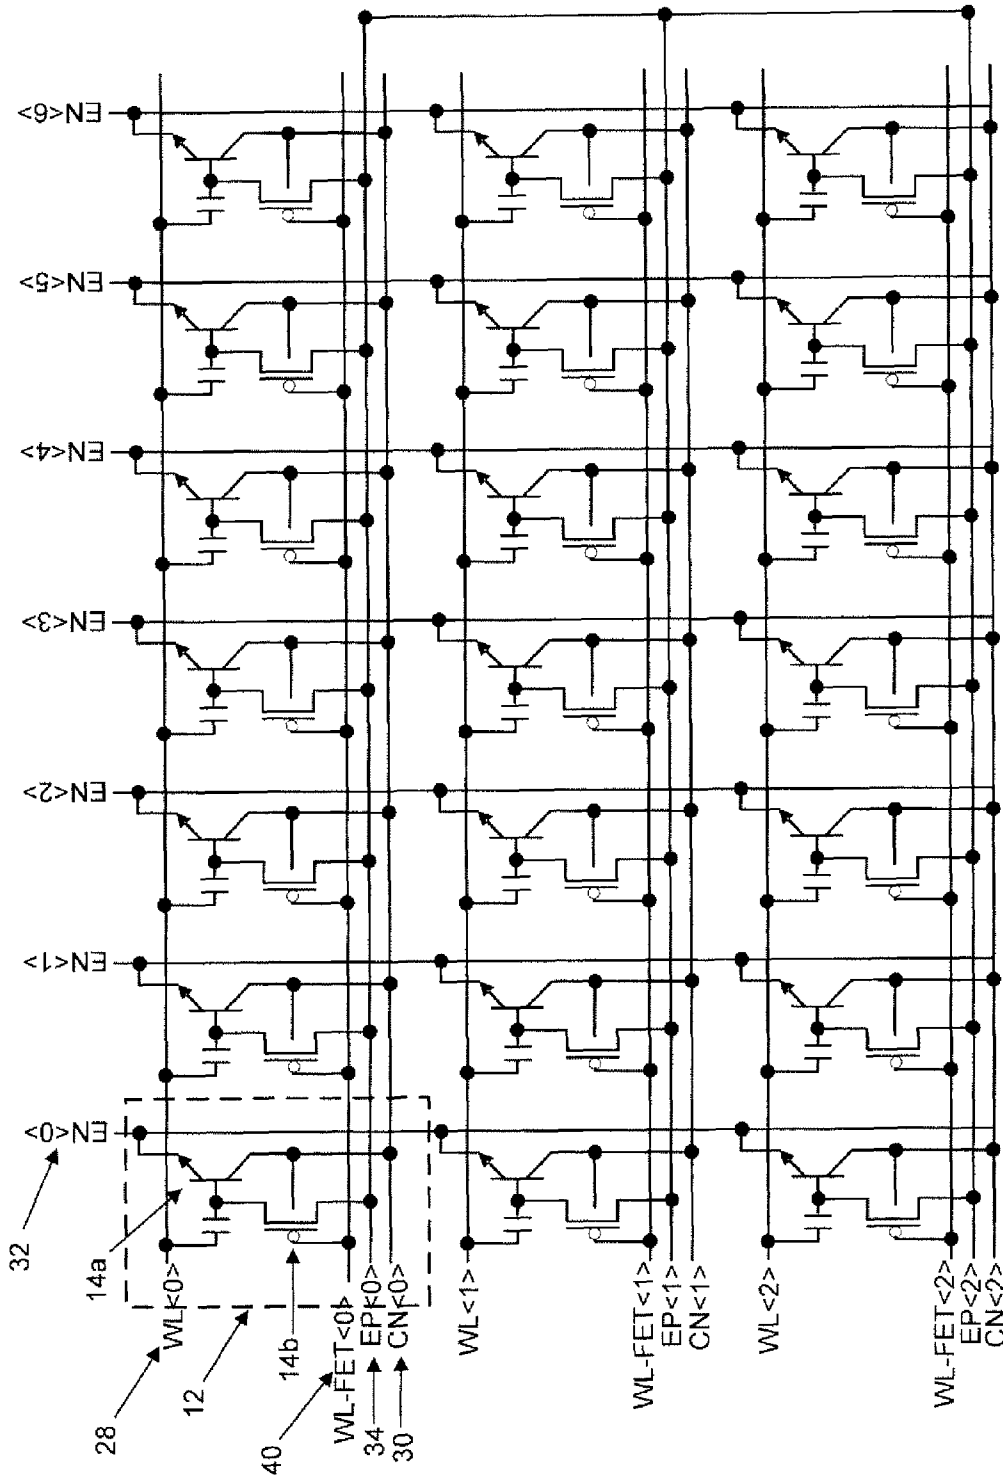 EN<0>
EN<1>
EN<2>
EN<3>
EN<4>
EN<5>
EN<6>
32
14a
28
WL<0>
12
14b
40
WL-FET<0>
34
EP<0>
30
CN<0>
WL<1>
WL-FET<1>
EP<1>
CN<1>
WL<2>
WL-FET<2>
EP<2>
CN<2>